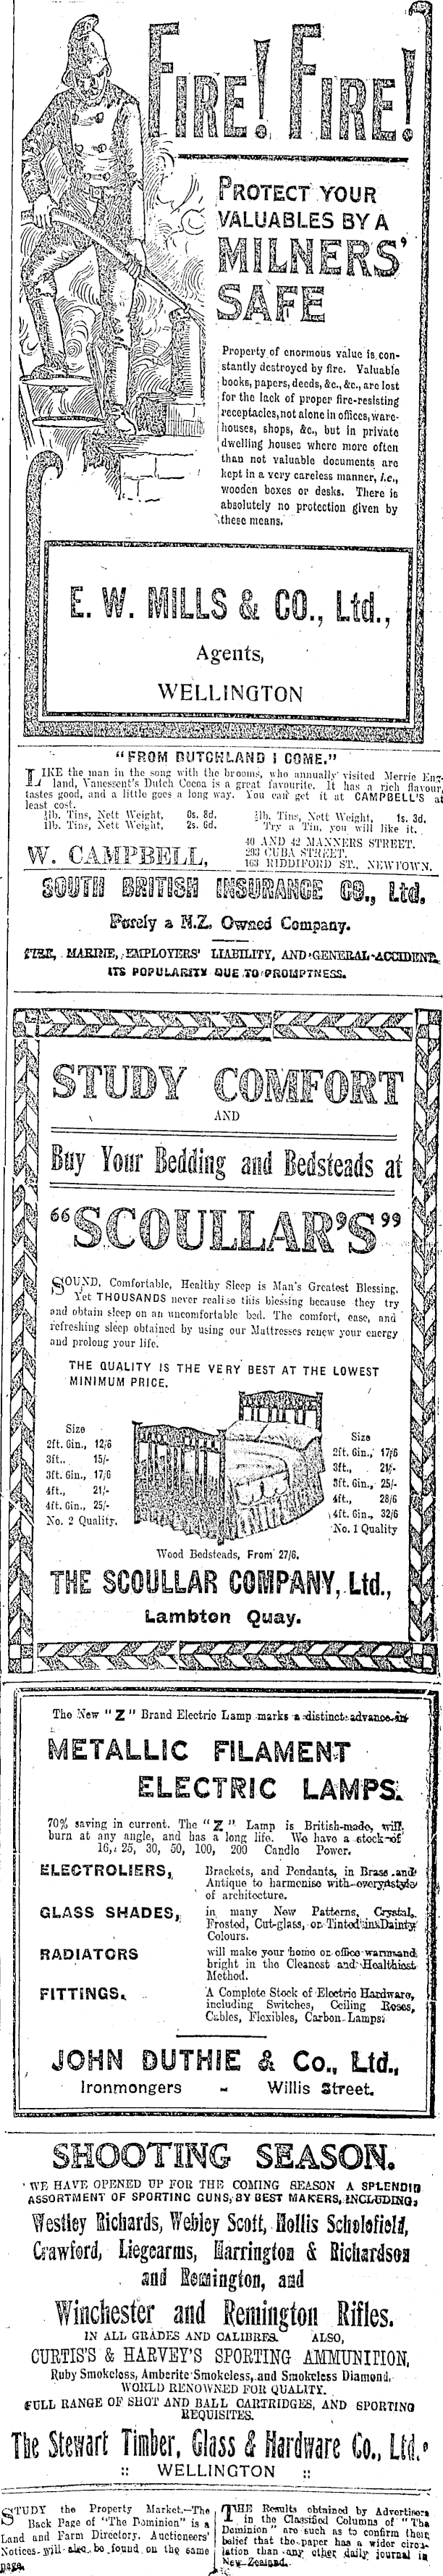 FIRE! FIRE!
PROTECT YOUR
VALUABLES BY A
MILNERS'
SAFE
Property of enormous value is con-
stantly destroyed by fire. Valuable
books, papers, deeds, &c., &c., are lost
for the lack of proper fire-resisting
receptacles, not alone in offices, ware-
houses, shops, &c., but in private
dwelling houses where more often
than not valuable documents are
kept in a very careless manner, i.e.,
wooden boxes or desks. There is
absolutely no protection given by
these means.
E. W. MILLS & CO., Ltd.,
Agents,
WELLINGTON
"FROM DUTCHLAND I COME."
LIKE the man in the song with the brooms, who annually visited Merrie Eng-
land, Vanessent's Dutch Cocoa is a great favourite. It has a rich flavour,
tastes good, and a little goes a long way. You can get it at CAMPBELL'S at
least cost.
Tins, Nett Weight, 0s. 8d. Tins, Nett Weight, 1s. 3d.
1lb. Tins, Nett Weight, 2s. 6d. Try a Tin, you will like it.
W. CAMPBELL, 40 AND 42 MANNERS STREET.
293 CUBA STREET.
163 RIDDIFORD ST., NEWTOWN.
SOUTH BRITISH INSURANCE CO., Ltd.
Purely a N.Z. Owned Company.
FIRE, MARINE, EMPLOYERS' LIABILITY, AND GENERAL ACCIDENT.
ITS POPULARITY DUE TO PROMPTNESS.
STUDY COMFORT
AND
Buy Your Bedding and Bedsteads at
"SCOULLAR'S"
SOUND, Comfortable, Healthy Sleep is Man's Greatest Blessing.
Yet THOUSANDS never realise this blessing because they try
and obtain sleep on an uncomfortable bed. The comfort, ease, and
refreshing sleep obtained by using our Mattresses renew your energy
and prolong your life.
THE QUALITY IS THE VERY BEST AT THE LOWEST
MINIMUM PRICE.
Size
2ft. 6in., 12/6
3ft., 15/-
3ft. 6in., 17/6
4ft., 21/-
4ft. 6in., 25/-
No. 2 Quality.
Size
2ft. 6in., 17/6
3ft., 21/-
3ft. 6in., 25/-
4ft., 28/6
4ft. 6in., 32/6
No. 1 Quality
Wood Bedsteads, From 27/6.
THE SCOULLAR COMPANY, Ltd.,
Lambton Quay.
The New "Z" Brand Electric Lamp marks a distinct advance in
METALLIC FILAMENT
ELECTRIC LAMPS.
70% saving in current. The "Z" Lamp is British-made, will
burn at any angle, and has a long life. We have a stock of
16, 25, 30, 50, 100, 200 Candle Power.
ELECTROLIERS, Brackets, and Pendants, in Brass and
Antique to harmonise with every style
of architecture.
GLASS SHADES, in many New Patterns, Crystal,
Frosted, Cut-glass, or Tinted in Dainty
Colours.
RADIATORS will make your home or office warm and
bright in the Cleanest and Healthiest
Method.
FITTINGS. A Complete Stock of Electric Hardware,
including Switches, Ceiling Roses,
Cables, Flexibles, Carbon Lamps.
JOHN DUTHIE & Co., Ltd.,
Ironmongers - Willis Street.
SHOOTING SEASON.
WE HAVE OPENED UP FOR THE COMING SEASON A SPLENDID
ASSORTMENT OF SPORTING GUNS, BY BEST MAKERS, INCLUDING:
Westley Richards, Webley Scott, Hollis Scholefield,
Crawford, Liegearms, Harrington & Richardson
and Remington, and
Winchester and Remington Rifles.
IN ALL GRADES AND CALIBRES. ALSO,
CURTIS'S & HARVEY'S SPORTING AMMUNITION,
Ruby Smokeless, Amberite Smokeless, and Smokeless Diamond.
WORLD RENOWNED FOR QUALITY.
FULL RANGE OF SHOT AND BALL CARTRIDGES, AND SPORTING
REQUISITES.
The Stewart Timber, Glass & Hardware Co., Ltd.
:: WELLINGTON ::
STUDY the Property Market.—The
Back Page of "The Dominion" is a
Land and Farm Directory. Auctioneers'
Notices will also be found on the same
page.
THE Results obtained by Advertisers
in the Classified Columns of "The
Dominion" are such as to confirm their
belief that the paper has a wider circu-
lation than any other daily journal in
New Zealand.